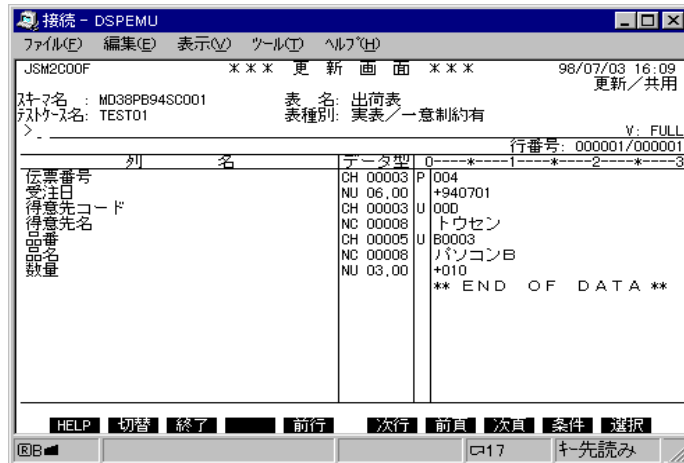 接続 - DSPEMU
ファイル(F) 編集(E) 表示(V) ツール(T) ヘルプ(H)
JSM2C00F ＊＊＊ 更 新 画 面 ＊＊＊ 98/07/03 16:09
更新／共用
スキーマ名 : MD38PB94SC001 表 名: 出荷表
テストケース名: TEST01 表種別: 実表／一意制約有
>_ V: FULL
行番号: 000001/000001
列 名 データ型 0----*----1----*----2----*----3
伝票番号 CH 00003 P 004
受注日 NU 06,00 +940701
得意先コード CH 00003 U 00D
得意先名 NC 00008 トウセン
品番 CH 00005 U B0003
品名 NC 00008 パソコンB
数量 NU 03,00 +010
** ＥＮＤ ＯＦ ＤＡＴＡ **
HELP 切替 終了 前行 次行 前頁 次頁 条件 選択
R B 17 キー先読み